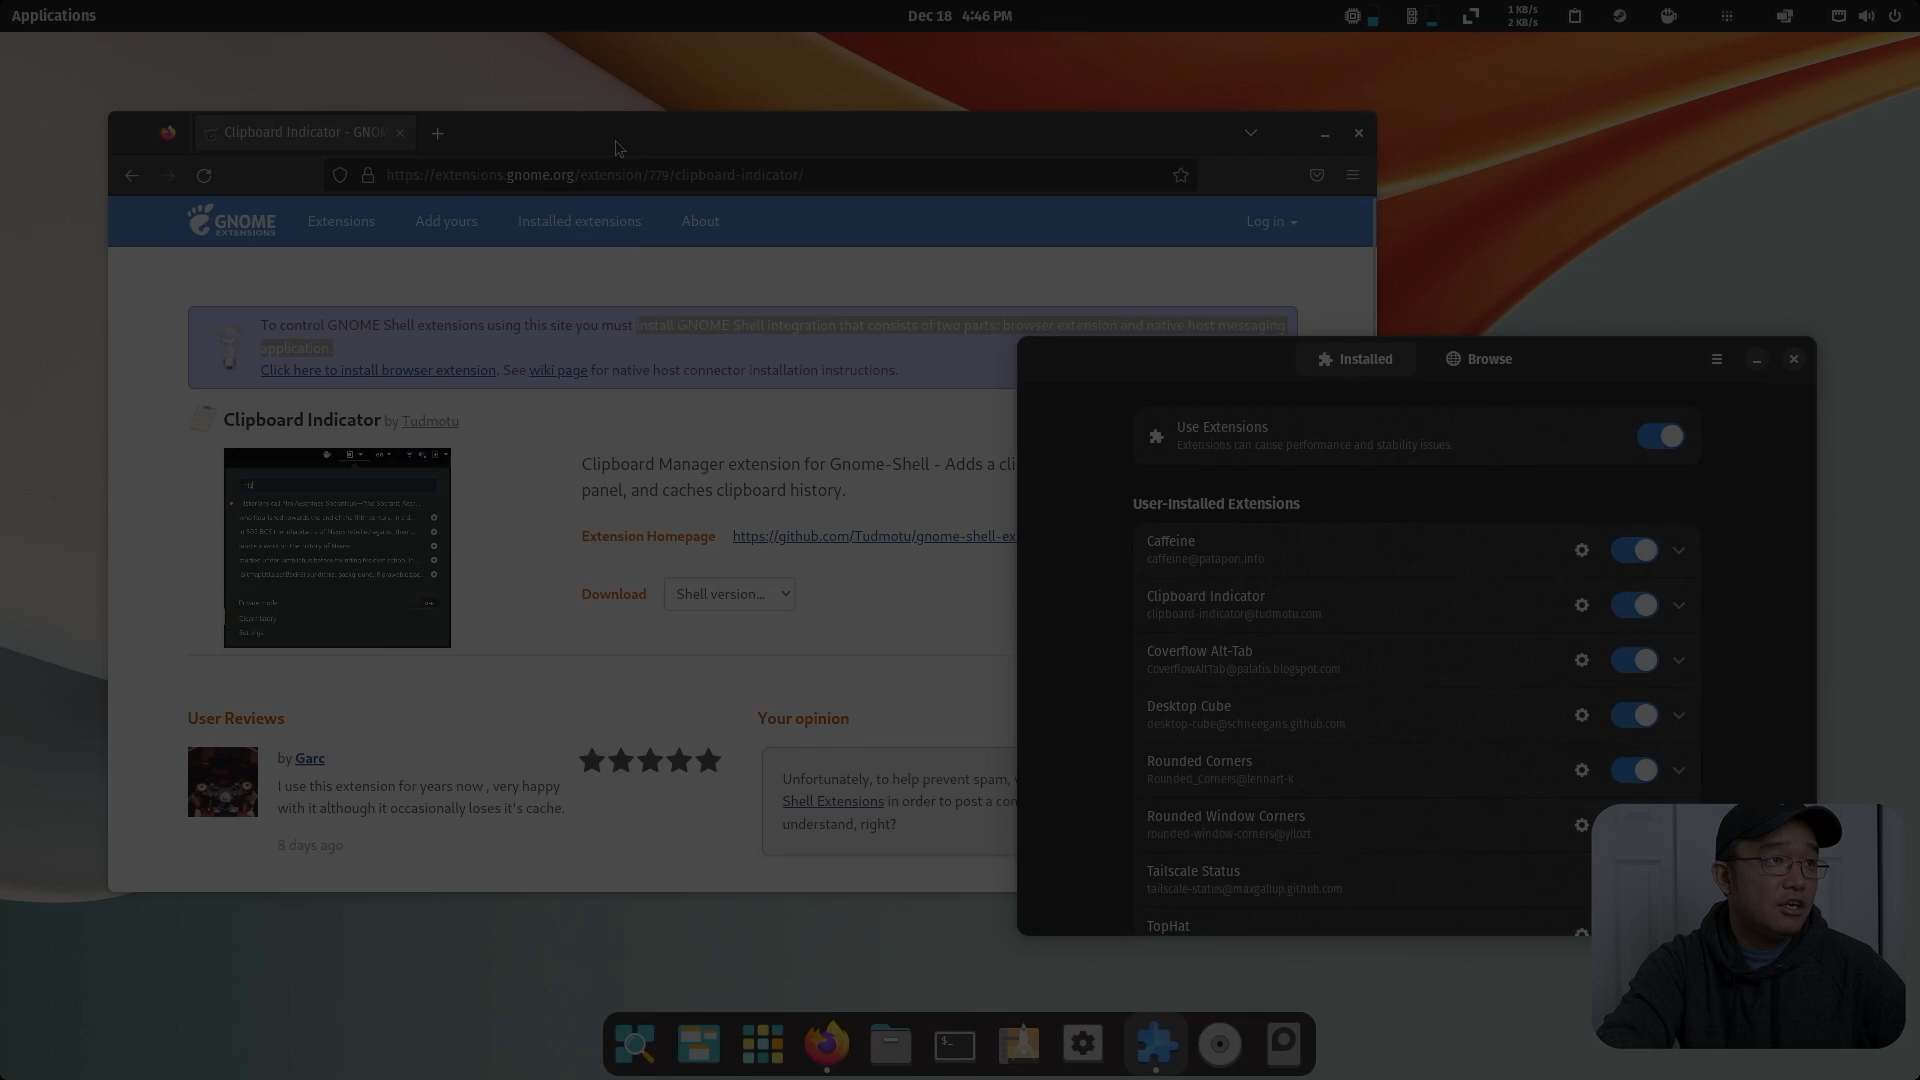 Applications
Dec 18 4:46 PM
1 KB/s
2 KB/s
Clipboard Indicator - GNOM
https://extensions.gnome.org/extension/779/clipboard-indicator/
GNOME
EXTENSIONS
Extensions
Add yours
Installed extensions
About
Log in
To control GNOME Shell extensions using this site you must install GNOME Shell integration that consists of two parts: browser extension and native host messaging
application.
Click here to install browser extension. See wiki page for native host connector installation instructions.
Clipboard Indicator by Tudmotu
Clipboard Manager extension for Gnome-Shell - Adds a cli
panel, and caches clipboard history.
Extension Homepage https://github.com/Tudmotu/gnome-shell-ex
Download Shell version...
Private mode
Clear history
Settings
User Reviews
by Garc
I use this extension for years now , very happy
with it although it occasionally loses it's cache.
8 days ago
Your opinion
Unfortunately, to help prevent spam,
Shell Extensions in order to post a con
understand, right?
Installed
Browse
Use Extensions
Extensions can cause performance and stability issues.
User-Installed Extensions
Caffeine
caffeine@patapon.info
Clipboard Indicator
clipboard-indicator@tudmotu.com
Coverflow Alt-Tab
CoverflowAltTab@palatis.blogspot.com
Desktop Cube
desktop-cube@schneegans.github.com
Rounded Corners
Rounded_Corners@lennart-k
Rounded Window Corners
rounded-window-corners@yilozt
Tailscale Status
tailscale-status@maxgallup.github.com
TopHat
$_